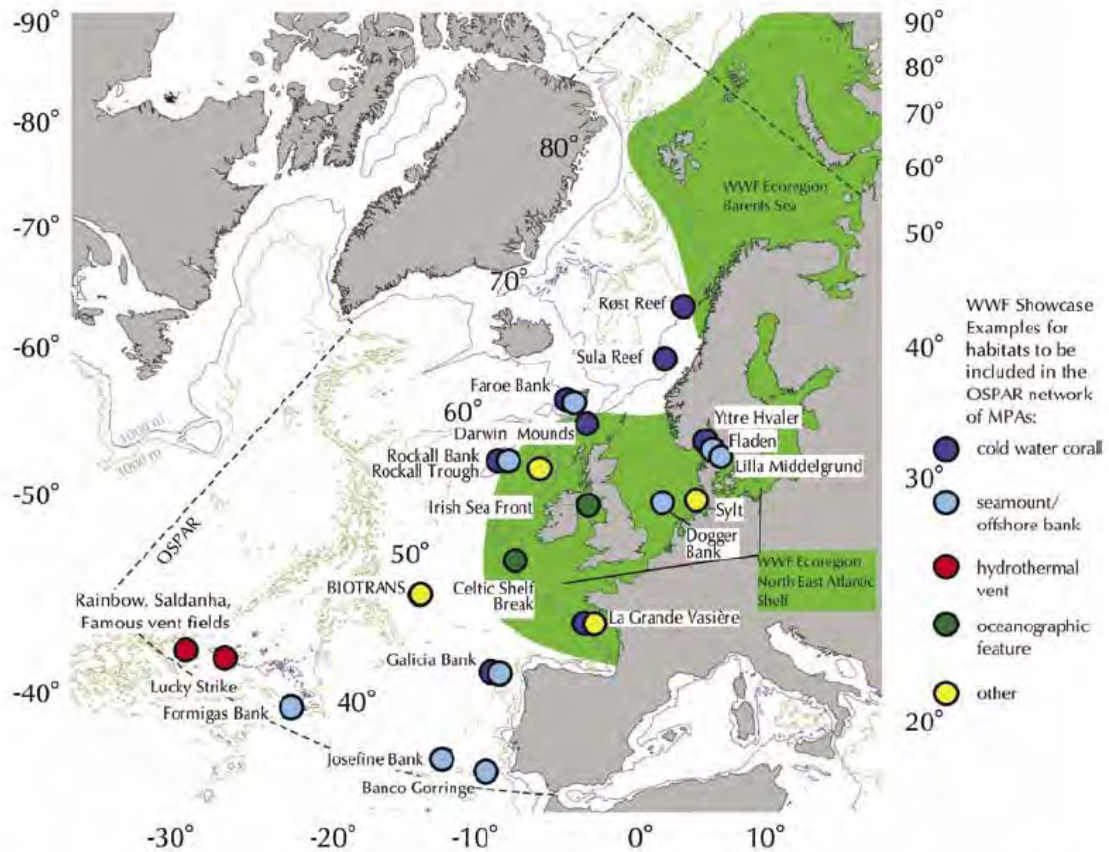 -90°
-80°
-70°
-60°
-50°
-40°
90°
80°
70°
60°
50°
40°
30°
20°
-30°
-20°
-10°
0°
10°
80°
70°
60°
50°
40°
WWF Ecoregion
Barents Sea
Røst Reef
Sula Reef
Faroe Bank
Darwin Mounds
Rockall Bank
Rockall Trough
Irish Sea Front
Yttre Hvaler
Fladen
Lilla Middelgrund
Sylt
Dogger
Bank
WWF Ecoregion
North East Atlantic
Shelf
OSPAR
1000 m
BIOTRANS
Celtic Shelf
Break
La Grande Vasière
Rainbow, Saldanha,
Famous vent fields
Lucky Strike
Formigas Bank
Galicia Bank
Josefine Bank
Banco Gorringe
WWF Showcase
Examples for
habitats to be
included in the
OSPAR network
of MPAs:
cold water corall
seamount/
offshore bank
hydrothermal
vent
oceanographic
feature
other